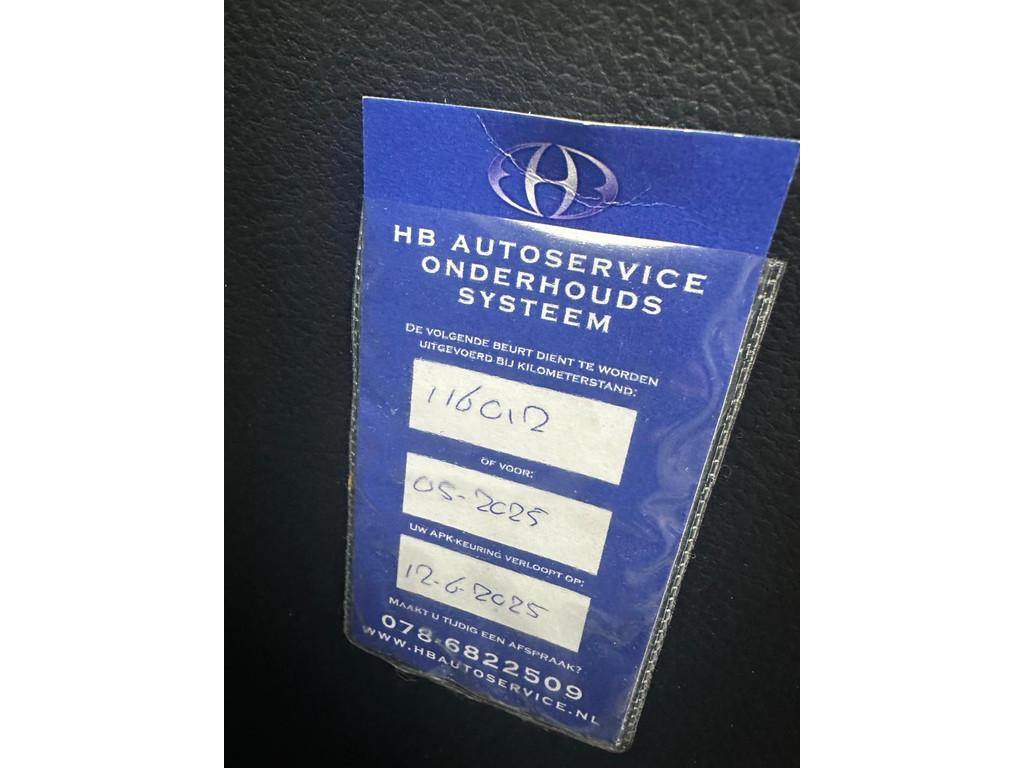 HB AUTOSERVICE
ONDERHOUDS
SYSTEEM
DE VOLGENDE BEURT DIENT TE WORDEN
UITGEVOERD BIJ KILOMETERSTAND:
116012
OF VOOR:
05-2025
UW APK-KEURING VERLOOPT OP:
12-6-2025
MAAKT U TIJDIG EEN AFSPRAAK?
078-6822509
WWW.HBAUTOSERVICE.NL